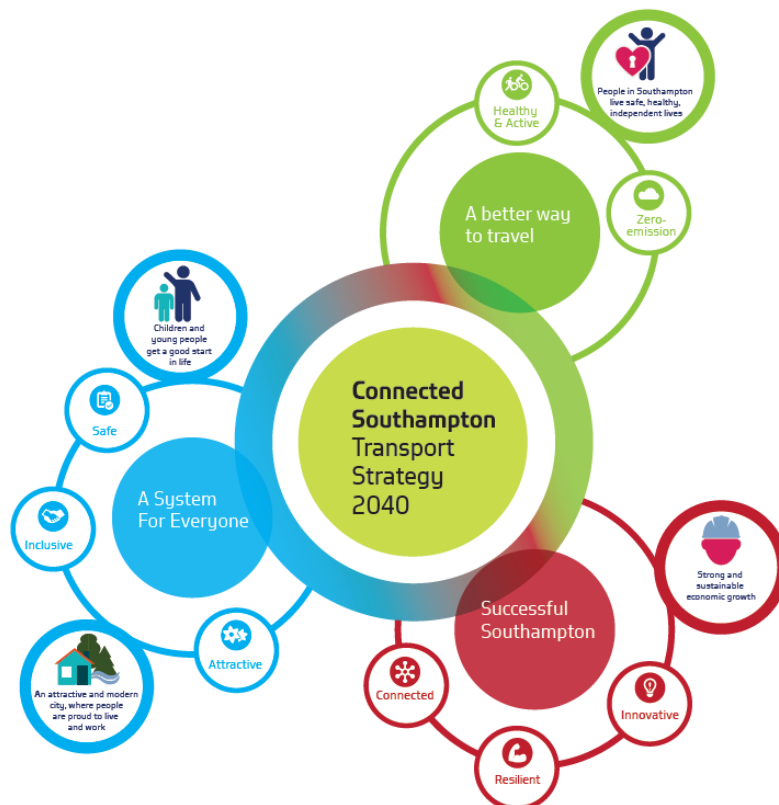 Healthy
& Active
People in Southampton
live safe, healthy,
independent lives
A better way
to travel
Zero-
emission
Children and
young people
get a good start
in life
Safe
Connected
Southampton
Transport
Strategy
2040
A System
For Everyone
Inclusive
Attractive
An attractive and modern
city, where people
are proud to live
and work
Strong and
sustainable
economic growth
Successful
Southampton
Connected
Innovative
Resilient